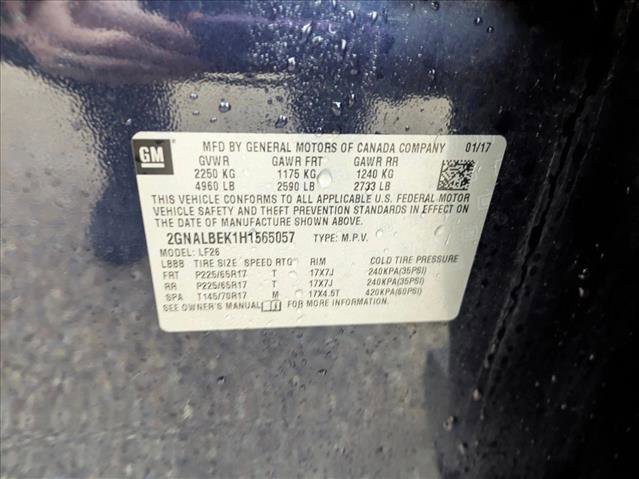 GM
MFD BY GENERAL MOTORS OF CANADA COMPANY 01/17
GVWR GAWR FRT GAWR RR
2250 KG 1175 KG 1240 KG
4960 LB 2590 LB 2733 LB
THIS VEHICLE CONFORMS TO ALL APPLICABLE U.S. FEDERAL MOTOR
VEHICLE SAFETY AND THEFT PREVENTION STANDARDS IN EFFECT ON
THE DATE OF MANUFACTURE SHOWN ABOVE.
2GNALBEK1H1565057 TYPE: M.P.V.
MODEL: LF26
LBBB TIRE SIZE SPEED RTG RIM COLD TIRE PRESSURE
FRT P225/65R17 T 17X7J 240KPA(35PSI)
RR P225/65R17 T 17X7J 240KPA(35PSI)
SPA T145/70R17 M 17X4.5T 420KPA(60PSI)
SEE OWNER'S MANUAL FOR MORE INFORMATION.